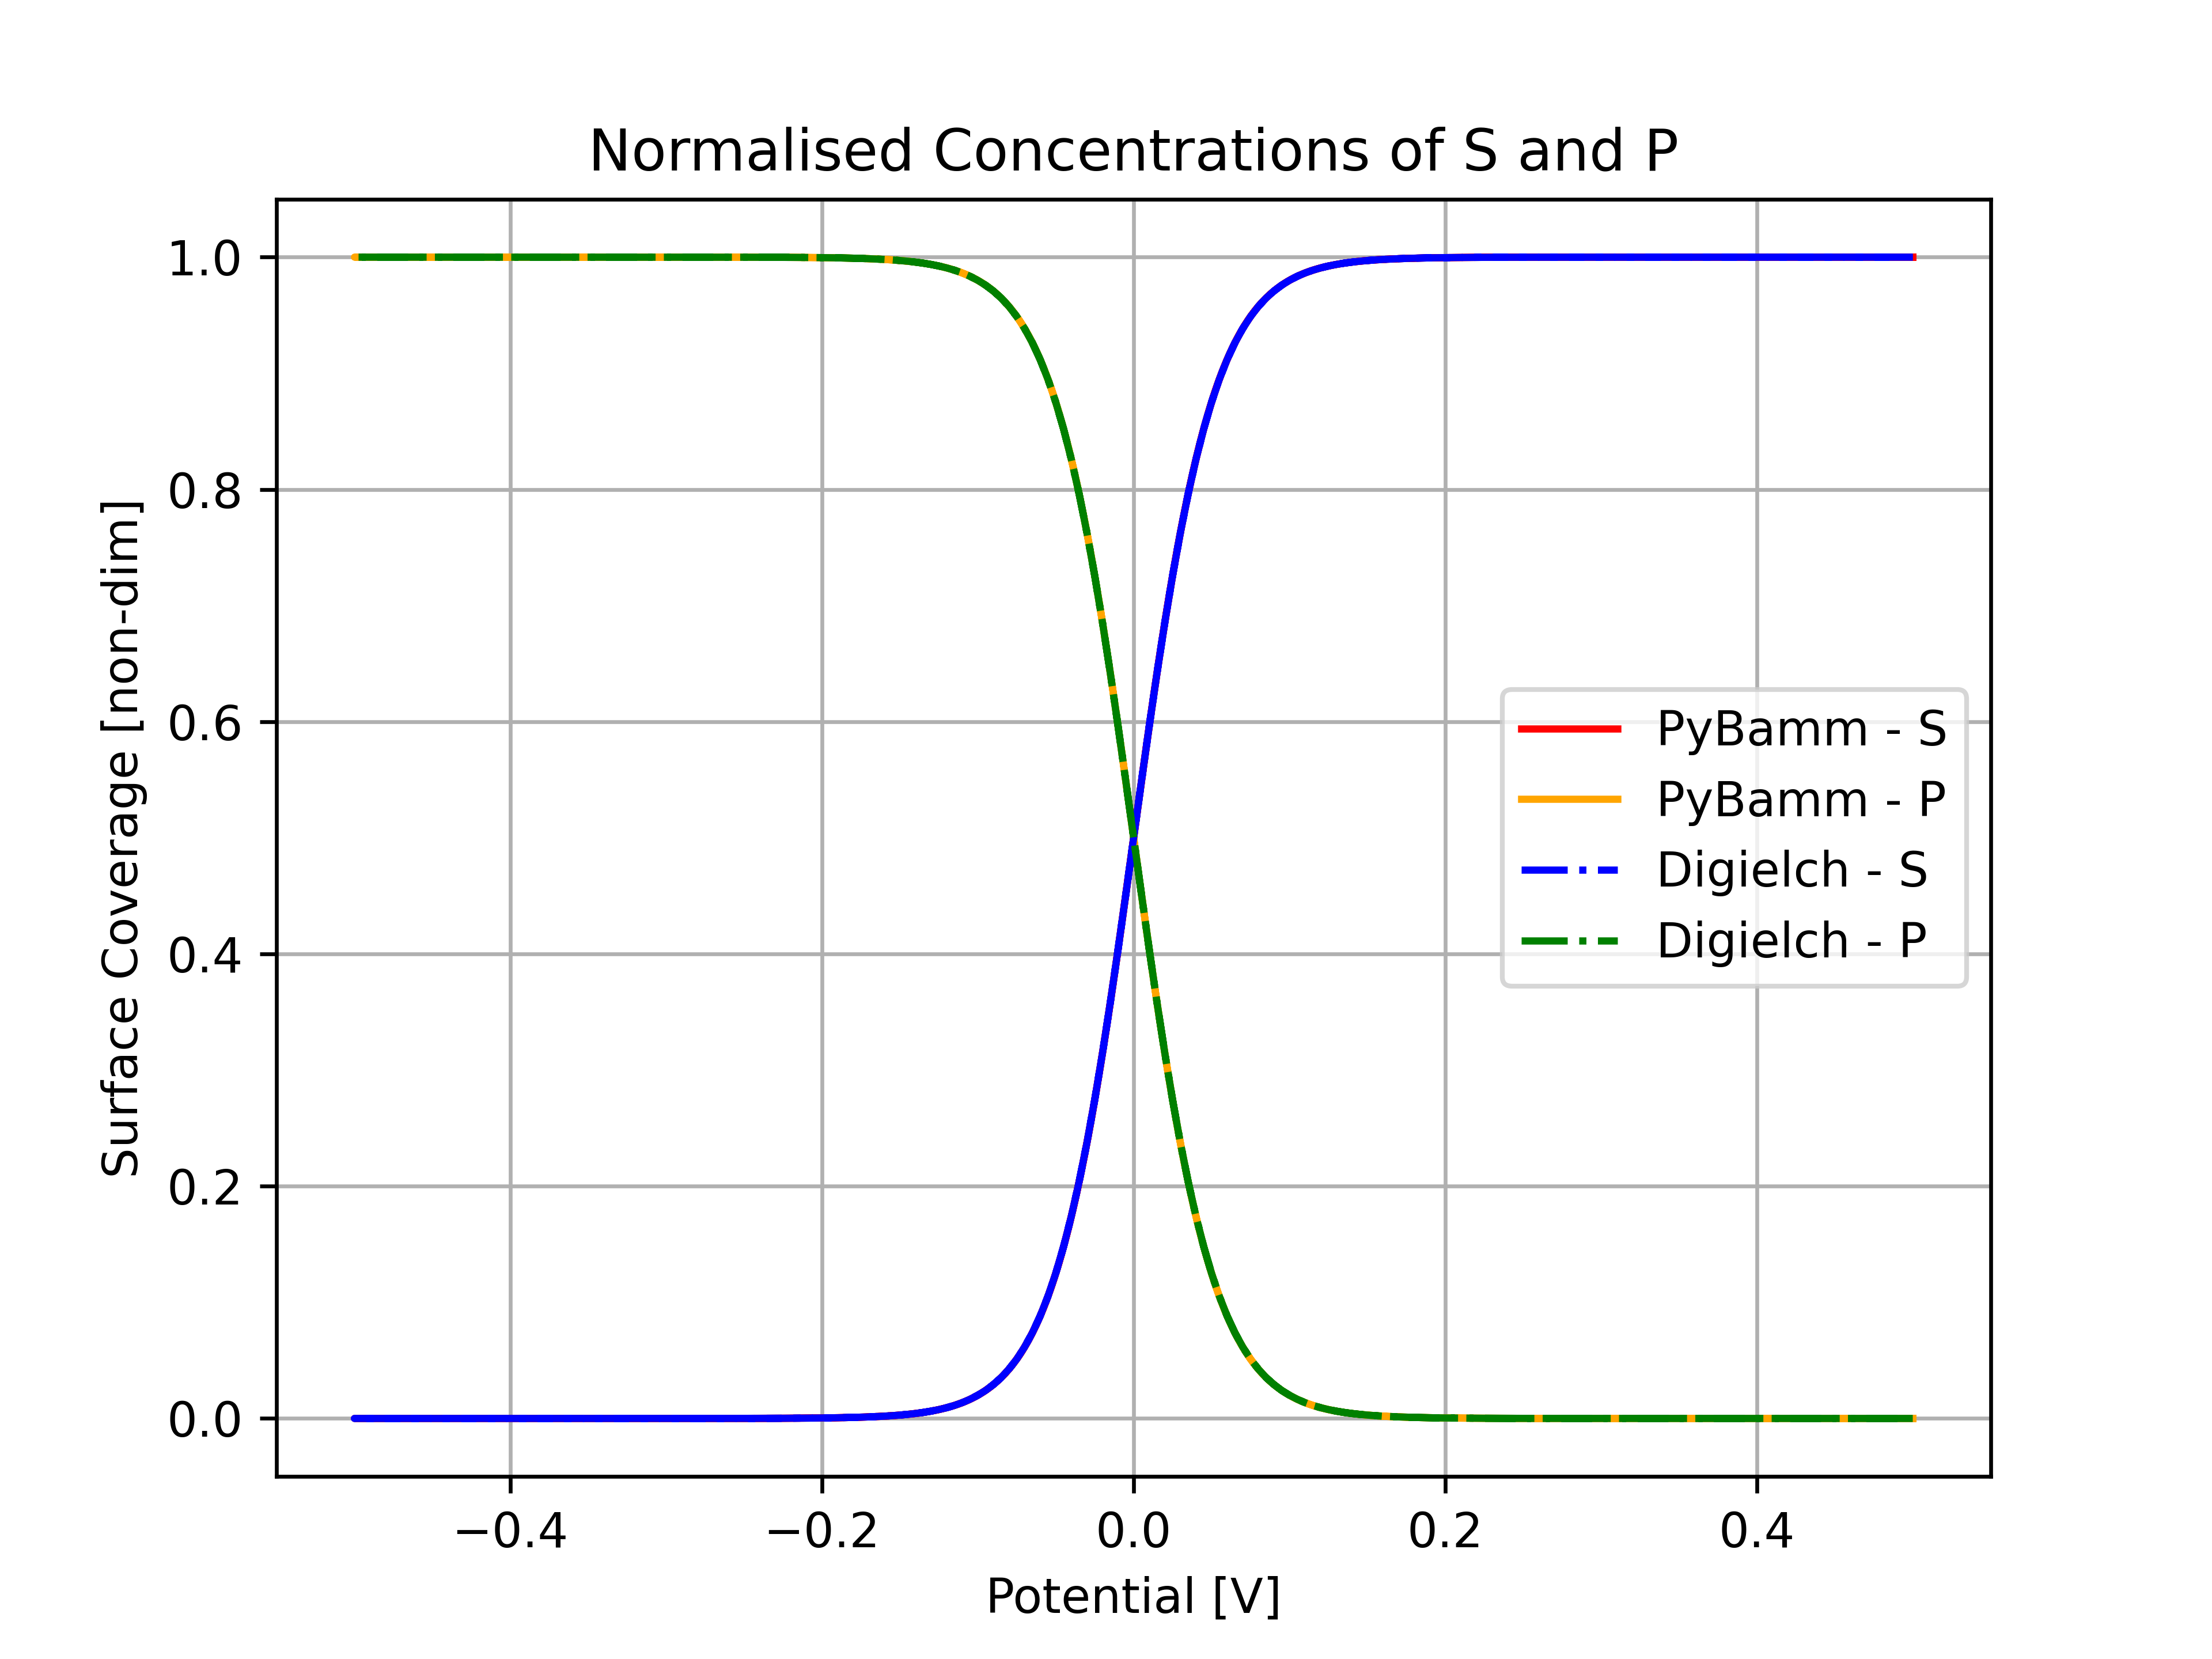 Normalised Concentrations of S and P
Surface Coverage [non-dim]
1.0
0.8
0.6
0.4
0.2
0.0
PyBamm - S
PyBamm - P
Digielch - S
Digielch - P
−0.4 −0.2 0.0 0.2 0.4
Potential [V]